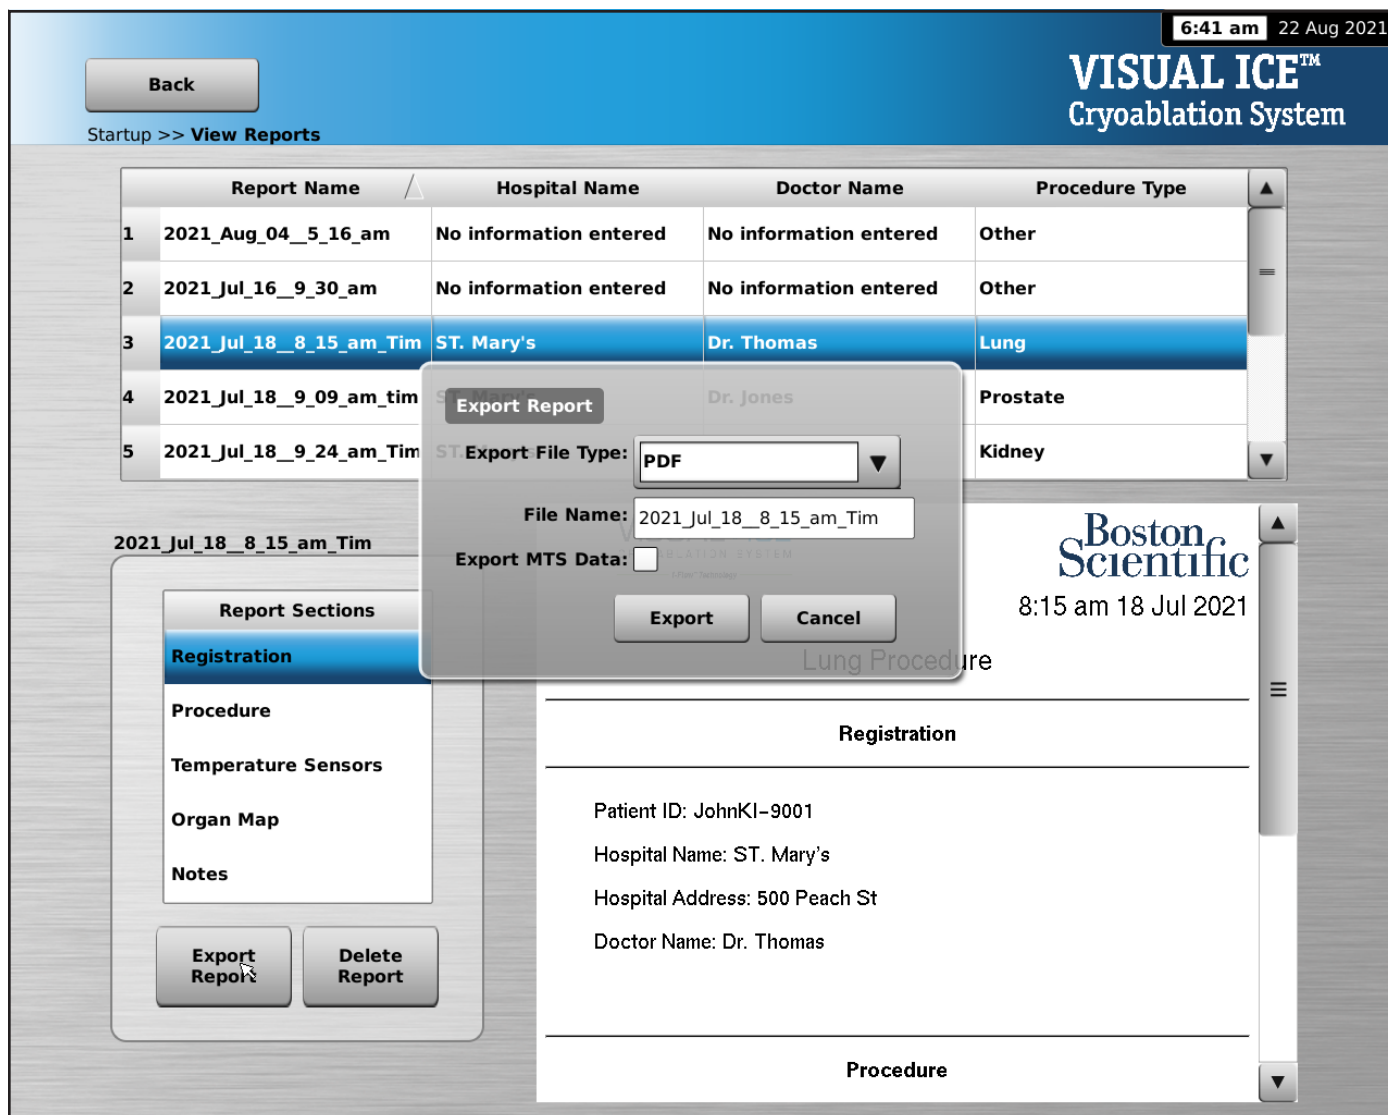 6:41 am 22 Aug 2021
VISUAL ICE™
Cryoablation System
Back
Startup >> View Reports
Report Name Hospital Name Doctor Name Procedure Type
1 2021_Aug_04__5_16_am No information entered No information entered Other
2 2021_Jul_16__9_30_am No information entered No information entered Other
3 2021_Jul_18__8_15_am_Tim ST. Mary's Dr. Thomas Lung
4 2021_Jul_18__9_09_am_tim ST. Mary's Dr. Jones Prostate
5 2021_Jul_18__9_24_am_Tim ST. Kidney
Export Report
Export File Type: PDF
File Name: 2021_Jul_18__8_15_am_Tim
Export MTS Data:
Export Cancel
2021_Jul_18__8_15_am_Tim
Report Sections
Registration
Procedure
Temperature Sensors
Organ Map
Notes
Export Report
Delete Report
Boston
Scientific
8:15 am 18 Jul 2021
Lung Procedure
Registration
Patient ID: JohnKI-9001
Hospital Name: ST. Mary's
Hospital Address: 500 Peach St
Doctor Name: Dr. Thomas
Procedure